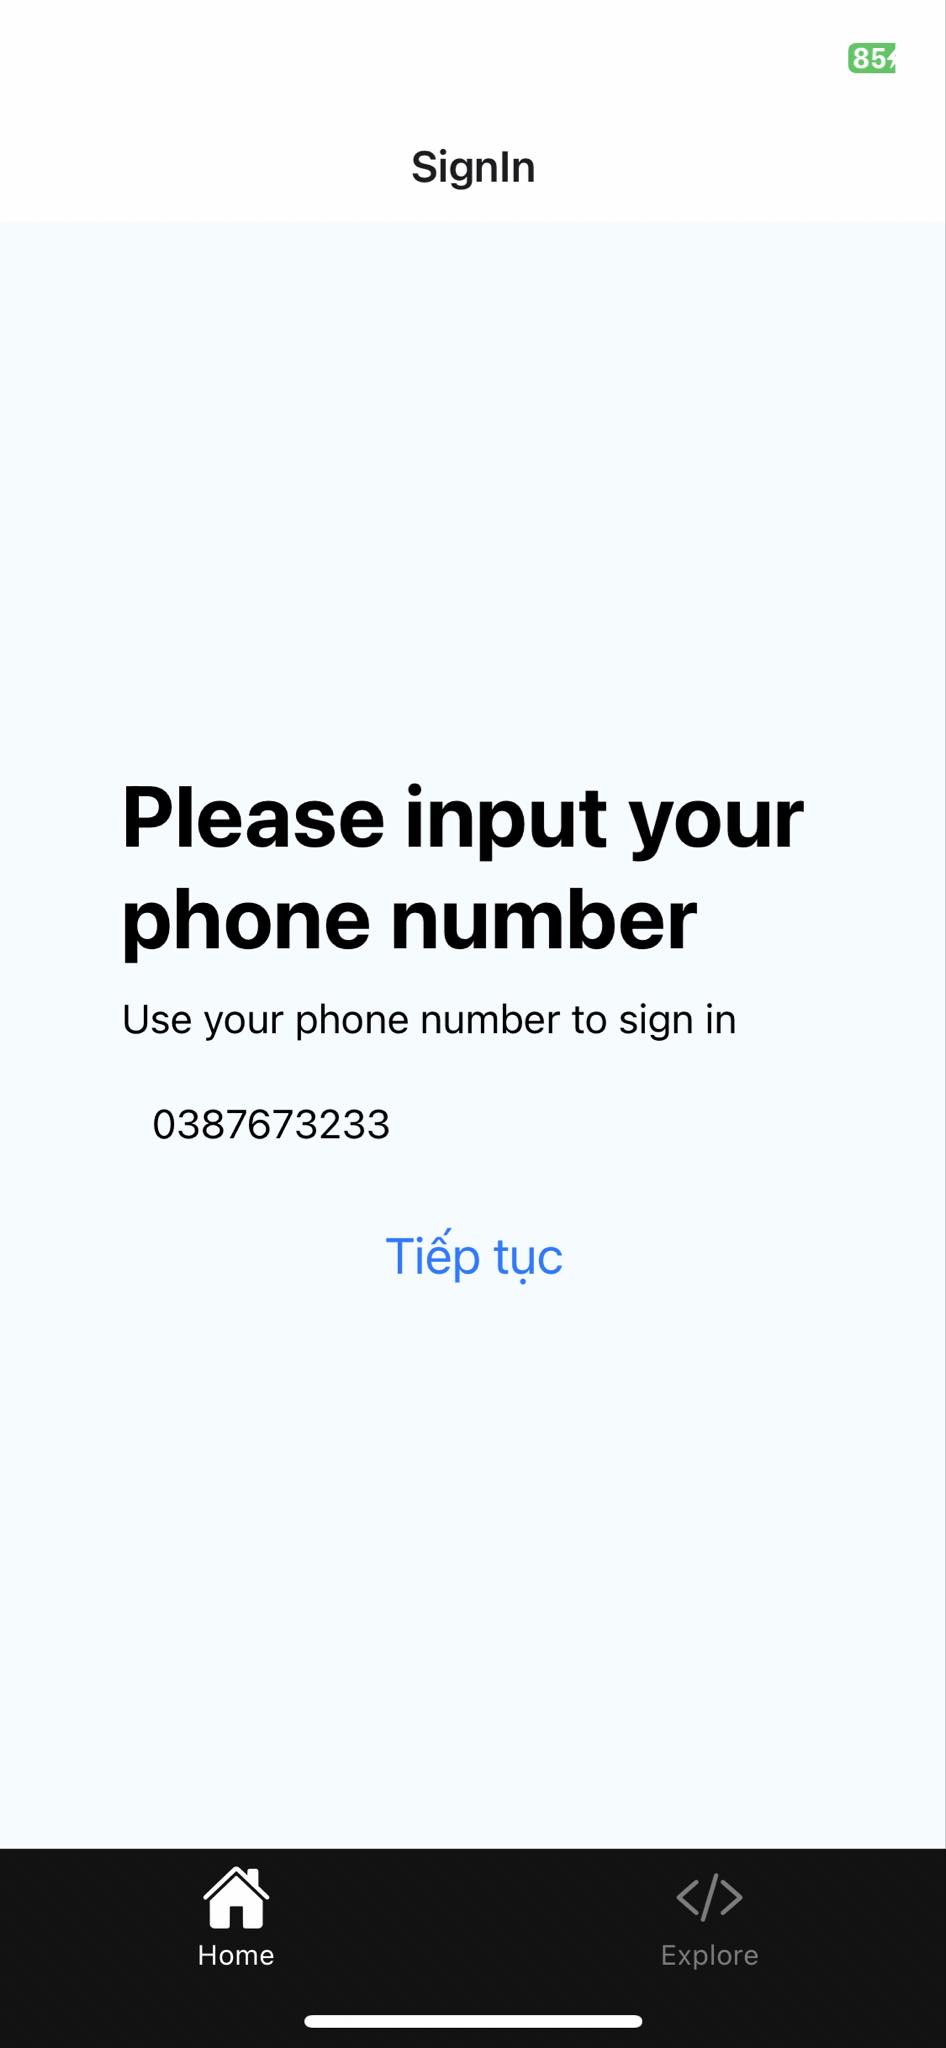 85
SignIn
Please input your
phone number
Use your phone number to sign in
0387673233
Tiếp tục
Home
Explore